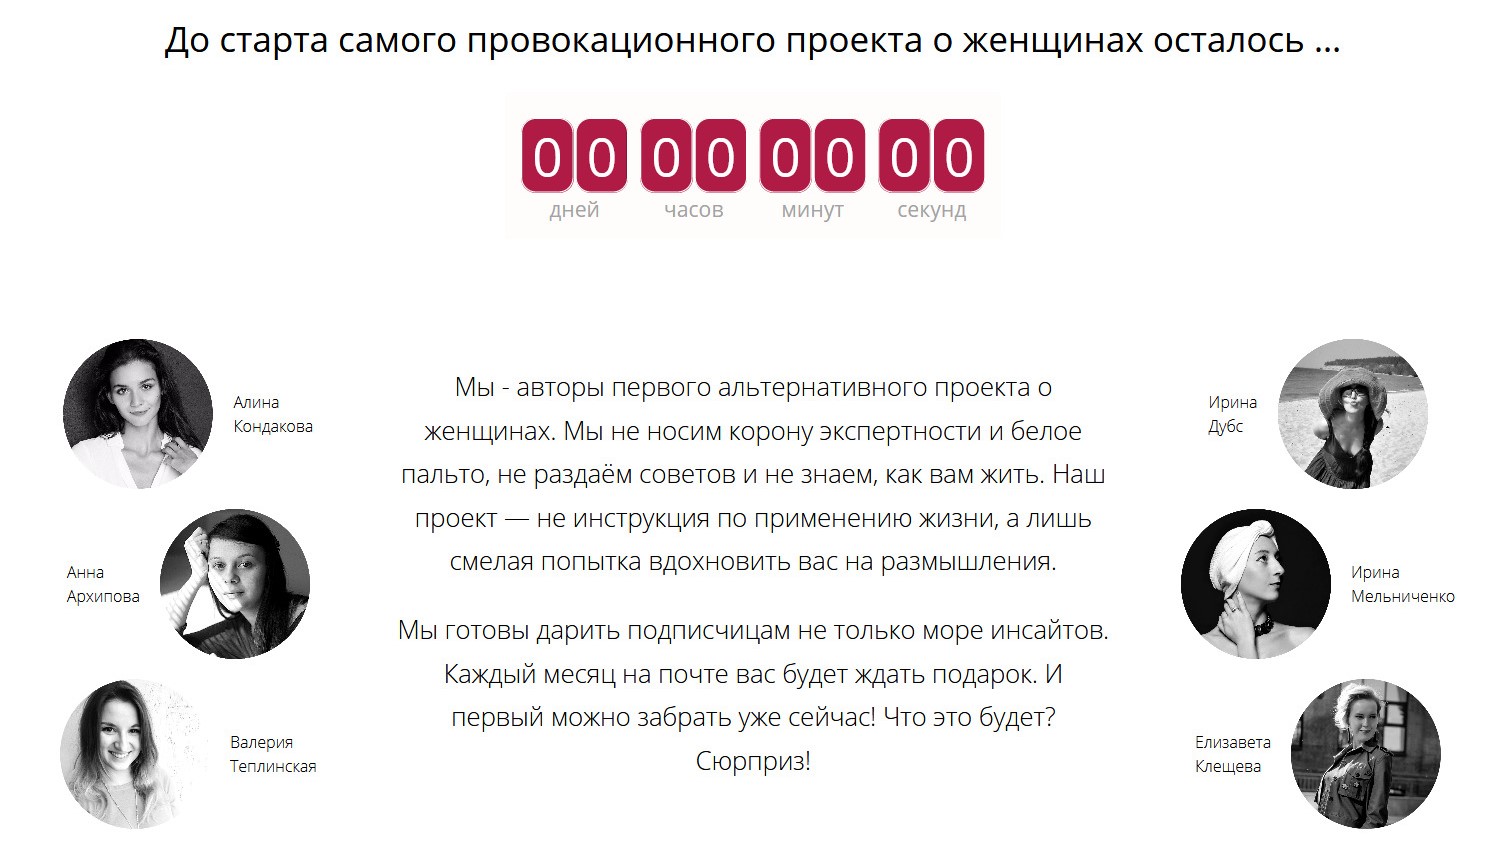 До старта самого провокационного проекта о женщинах осталось ...
00 00 00 00
дней часов минут секунд
Алина
Кондакова
Анна
Архипова
Валерия
Теплинская
Мы - авторы первого альтернативного проекта о
женщинах. Мы не носим корону экспертности и белое
пальто, не раздаём советов и не знаем, как вам жить. Наш
проект — не инструкция по применению жизни, а лишь
смелая попытка вдохновить вас на размышления.
Мы готовы дарить подписчицам не только море инсайтов.
Каждый месяц на почте вас будет ждать подарок. И
первый можно забрать уже сейчас! Что это будет?
Сюрприз!
Ирина
Дубс
Ирина
Мельниченко
Елизавета
Клещева